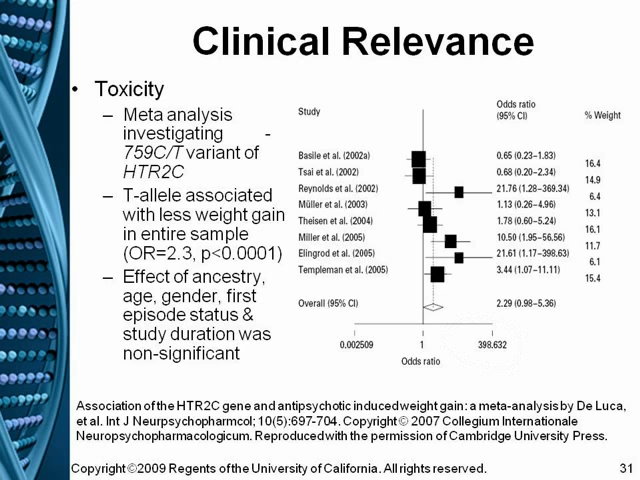 Clinical Relevance
• Toxicity
– Meta analysis
investigating -
759C/T variant of
HTR2C
– T-allele associated
with less weight gain
in entire sample
(OR=2.3, p<0.0001)
– Effect of ancestry,
age, gender, first
episode status &
study duration was
non-significant
Study Odds ratio (95% CI) % Weight
Basile et al. (2002a) 0.65 (0.23–1.83) 16.4
Tsai et al. (2002) 0.68 (0.20–2.34) 14.9
Reynolds et al. (2002) 21.76 (1.28–369.34) 6.4
Müller et al. (2003) 1.13 (0.26–4.96) 13.1
Theisen et al. (2004) 1.78 (0.60–5.24) 16.1
Miller et al. (2005) 10.50 (1.95–56.56) 11.7
Elingrod et al. (2005) 21.61 (1.17–398.63) 6.1
Templeman et al. (2005) 3.44 (1.07–11.11) 15.4
Overall (95% CI) 2.29 (0.98–5.36)
0.002509 1 398.632
Odds ratio
Association of the HTR2C gene and antipsychotic induced weight gain: a meta-analysis by De Luca,
et al. Int J Neurpsychopharmcol; 10(5):697-704. Copyright © 2007 Collegium Internationale
Neuropsychopharmacologicum. Reproduced with the permission of Cambridge University Press.
Copyright ©2009 Regents of the University of California. All rights reserved. 31